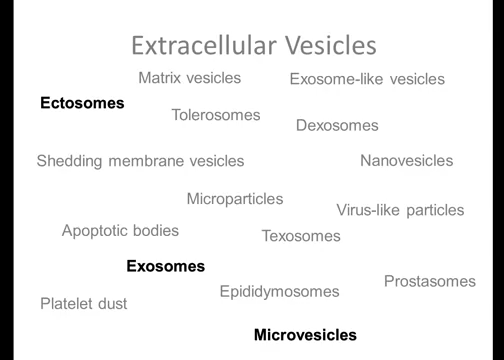 Extracellular Vesicles
Matrix vesicles
Exosome-like vesicles
Ectosomes
Tolerosomes
Dexosomes
Shedding membrane vesicles
Nanovesicles
Microparticles
Virus-like particles
Apoptotic bodies
Texosomes
Exosomes
Prostasomes
Epididymosomes
Platelet dust
Microvesicles